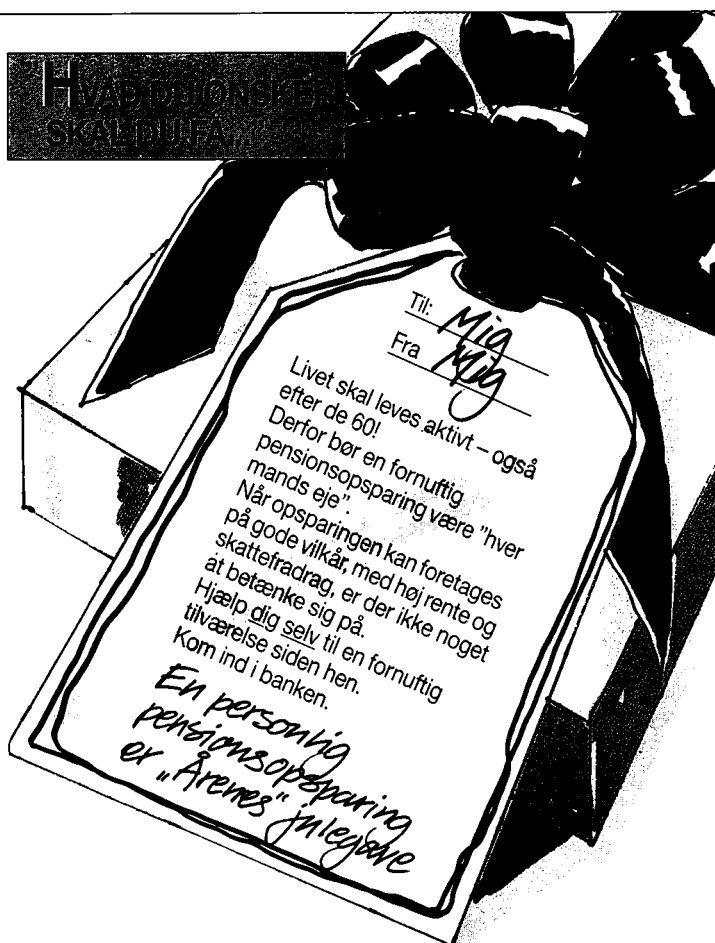 HVAD DU ØNSKER
SKAL DU FÅ...
Til: Mig
Fra Mig
Livet skal leves aktivt – også
efter de 60!
Derfor bør en fornuftig
pensionsopsparing være "hver
mands eje".
Når opsparingen kan foretages
på gode vilkår, med høj rente og
skattefradrag, er der ikke noget
at betænke sig på.
Hjælp dig selv til en fornuftig
tilværelse siden hen.
Kom ind i banken.
En personlig
pensionsopsparing
er „Årenes" julegave